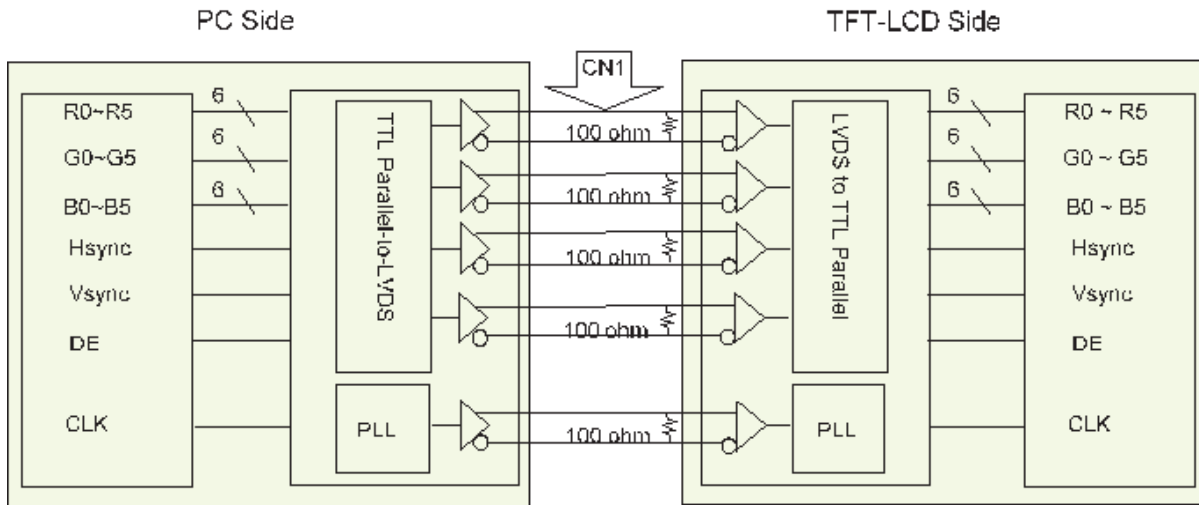 PC Side
TFT-LCD Side
CN1
R0~R5
6
G0~G5
6
B0~B5
6
Hsync
Vsync
DE
CLK
TTL Parallel-to-LVDS
PLL
100 ohm
100 ohm
100 ohm
100 ohm
100 ohm
LVDS to TTL Parallel
PLL
6
R0 ~ R5
6
G0 ~ G5
6
B0 ~ B5
Hsync
Vsync
DE
CLK